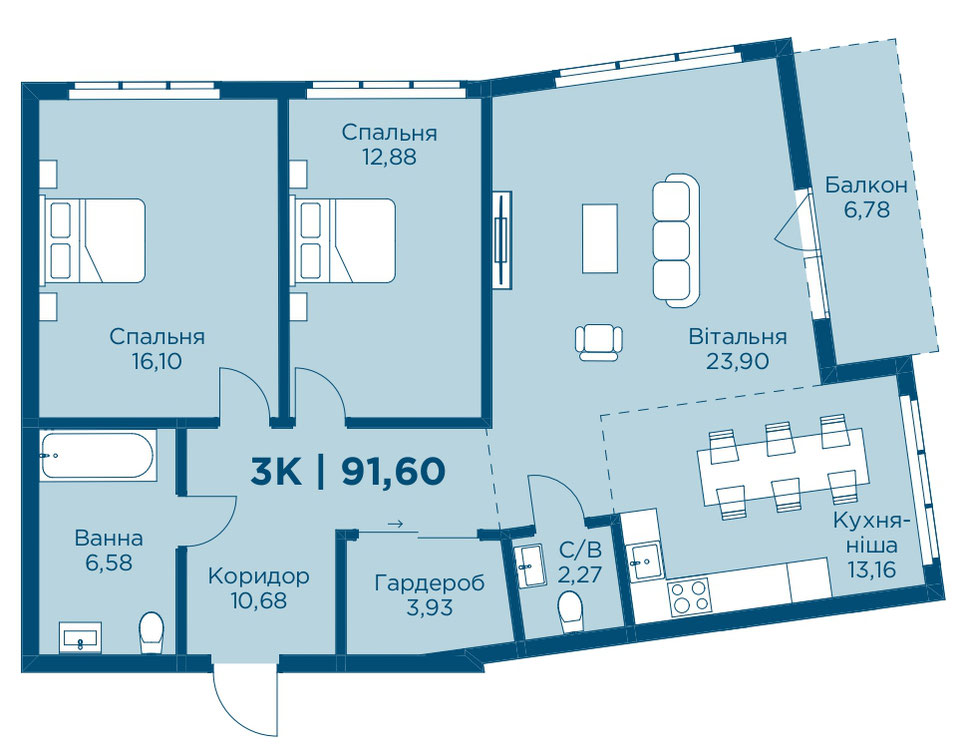 Спальня
12,88
Балкон
6,78
Спальня
16,10
Вітальня
23,90
3К | 91,60
Ванна
6,58
Коридор
10,68
Гардероб
3,93
С/В
2,27
Кухня-
ніша
13,16